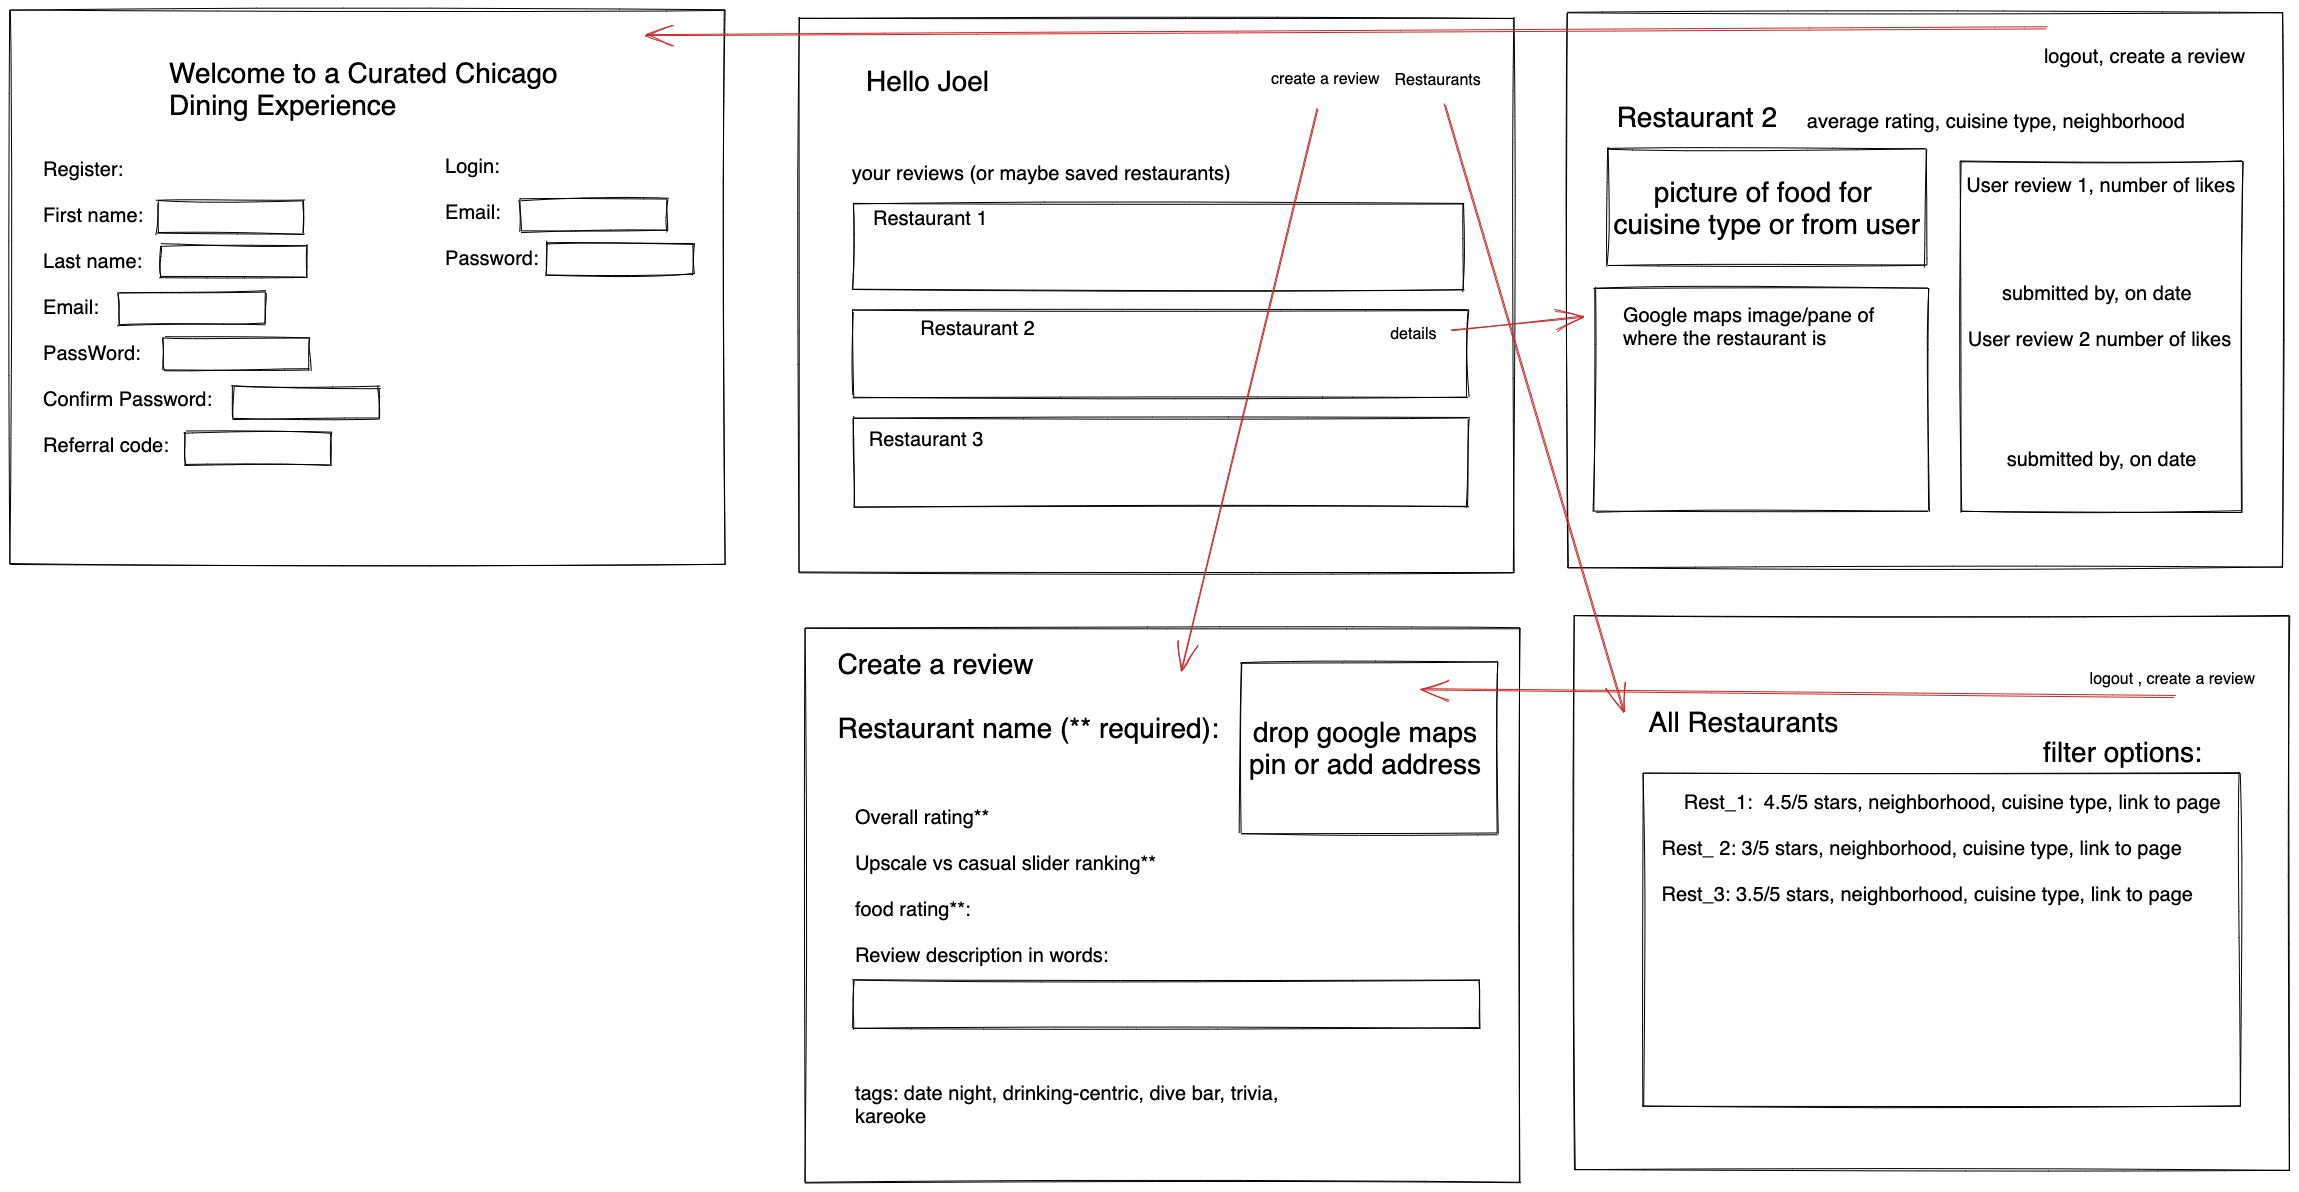 Welcome to a Curated Chicago
Dining Experience
Register:
First name:
Last name:
Email:
PassWord:
Confirm Password:
Referral code:
Login:
Email:
Password:
Hello Joel
create a review
Restaurants
your reviews (or maybe saved restaurants)
Restaurant 1
Restaurant 2
details
Restaurant 3
logout, create a review
Restaurant 2
average rating, cuisine type, neighborhood
picture of food for
cuisine type or from user
Google maps image/pane of
where the restaurant is
User review 1, number of likes
submitted by, on date
User review 2 number of likes
submitted by, on date
Create a review
Restaurant name (** required):
drop google maps
pin or add address
Overall rating**
Upscale vs casual slider ranking**
food rating**:
Review description in words:
tags: date night, drinking-centric, dive bar, trivia,
kareoke
logout , create a review
All Restaurants
filter options:
Rest_1:  4.5/5 stars, neighborhood, cuisine type, link to page
Rest_ 2: 3/5 stars, neighborhood, cuisine type, link to page
Rest_3: 3.5/5 stars, neighborhood, cuisine type, link to page